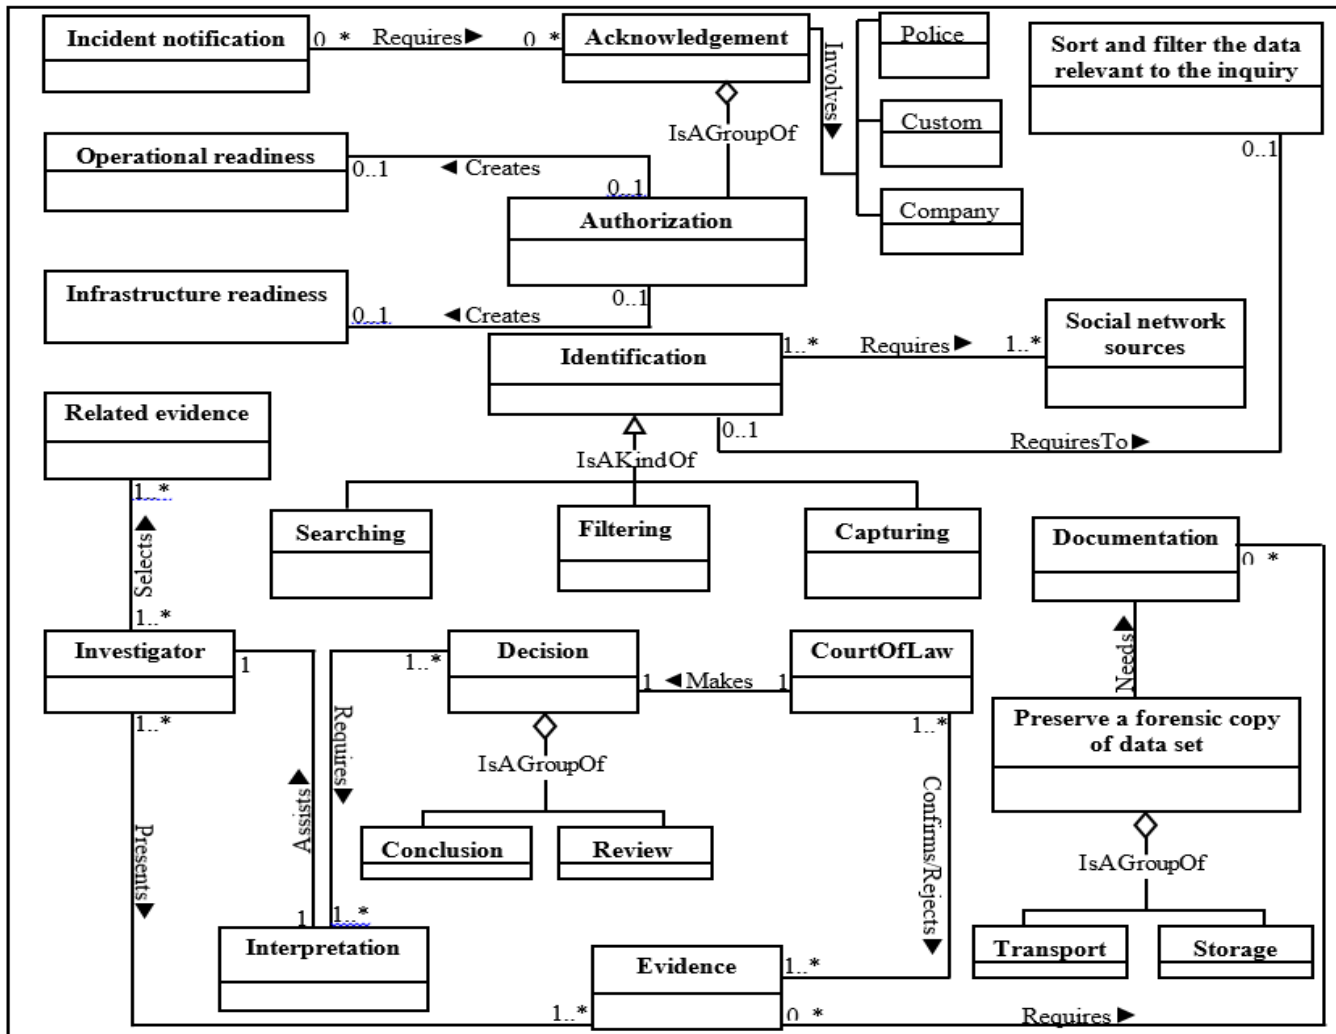 Incident notification
0..*
Requires►
0..*
Acknowledgement
Involves
▼
Police
Sort and filter the data
relevant to the inquiry
0..1
Custom
Company
IsAGroupOf
Operational readiness
0..1
◄Creates
0..1
Authorization
0..1
Infrastructure readiness
0..1
◄Creates
Identification
1..*
Requires►
1..*
Social network
sources
0..1
RequiresTo►
IsAKindOf
Related evidence
1..*
Selects►
1..*
Searching
Filtering
Capturing
Documentation
0..*
Needs►
Investigator
1
1..*
1..*
Decision
1
◄Makes
1
CourtOfLaw
1..*
Preserve a forensic copy
of data set
Requires►
Assists►
IsAGroupOf
Conclusion
Review
Confirms/Rejects►
Presents►
IsAGroupOf
Transport
Storage
1
1..*
Interpretation
Evidence
1..*
1..*
0..*
Requires ►